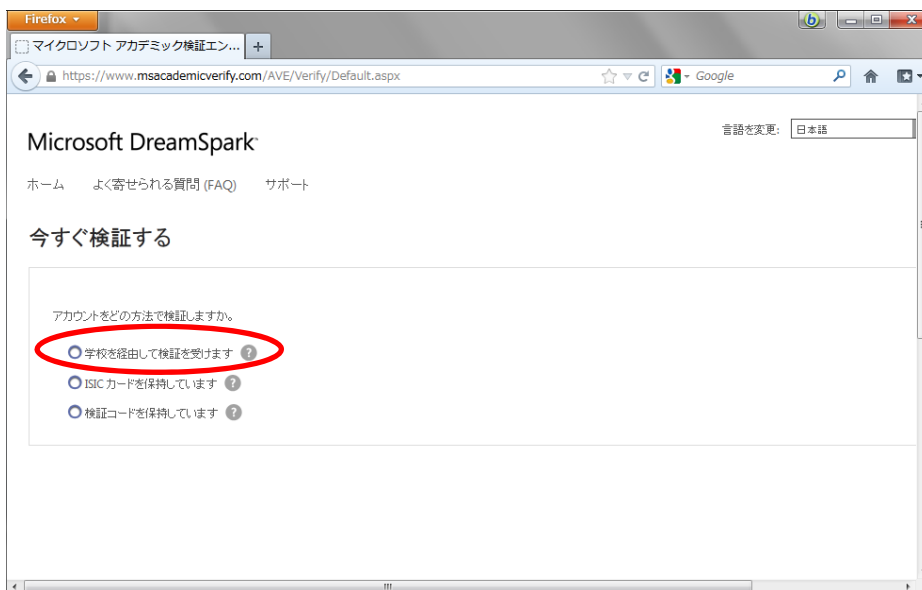 Firefox
マイクロソフト アカデミック検証エン...
https://www.msacademicverify.com/AVE/Verify/Default.aspx
Google
Microsoft DreamSpark™
言語を変更: 日本語
ホーム よく寄せられる質問 (FAQ) サポート
今すぐ検証する
アカウントをどの方法で検証しますか。
学校を経由して検証を受けます ?
ISIC カードを保持しています ?
検証コードを保持しています ?